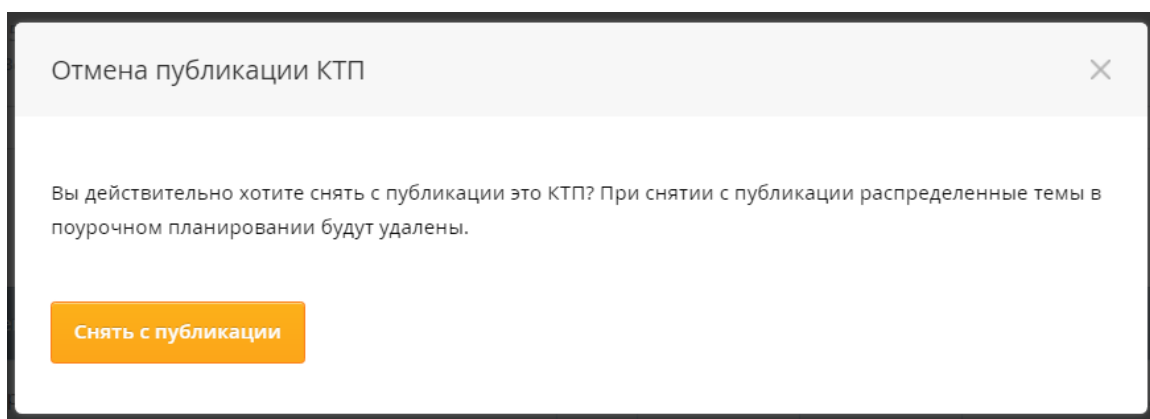 Отмена публикации КТП
Вы действительно хотите снять с публикации это КТП? При снятии с публикации распределенные темы в
поурочном планировании будут удалены.
Снять с публикации